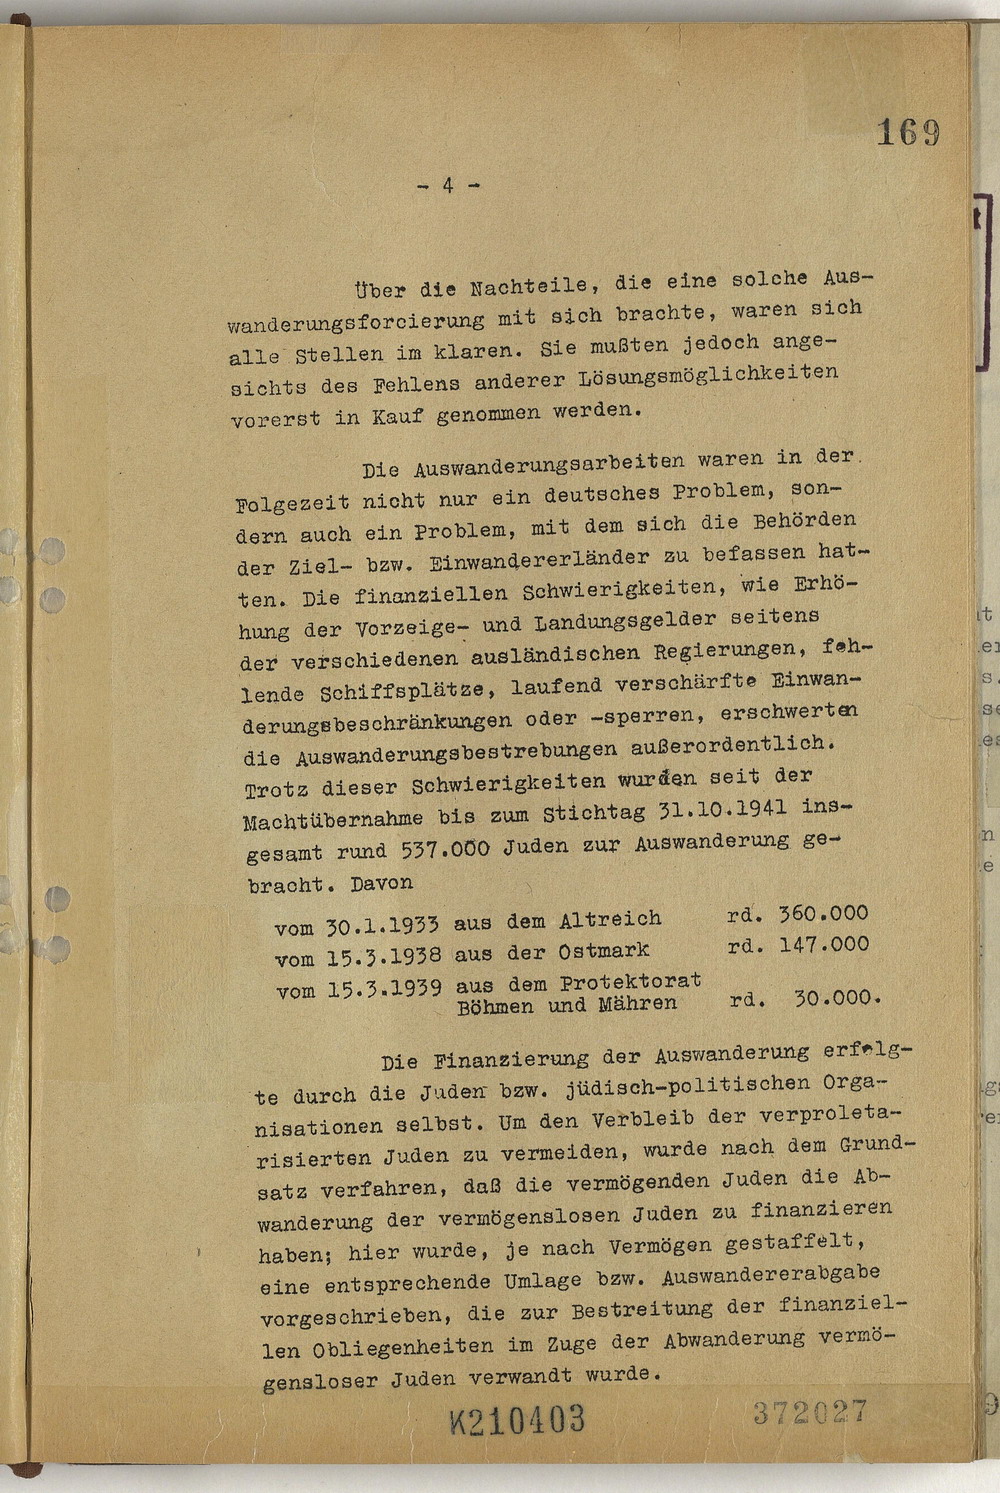 169
- 4 -
Über die Nachteile, die eine solche Aus-
wanderungsforcierung mit sich brachte, waren sich
alle Stellen im klaren. Sie mußten jedoch ange-
sichts des Fehlens anderer Lösungsmöglichkeiten
vorerst in Kauf genommen werden.
Die Auswanderungsarbeiten waren in der
Folgezeit nicht nur ein deutsches Problem, son-
dern auch ein Problem, mit dem sich die Behörden
der Ziel- bzw. Einwandererländer zu befassen hat-
ten. Die finanziellen Schwierigkeiten, wie Erhö-
hung der Vorzeige- und Landungsgelder seitens
der verschiedenen ausländischen Regierungen, feh-
lende Schiffsplätze, laufend verschärfte Einwan-
derungsbeschränkungen oder -sperren, erschwerten
die Auswanderungsbestrebungen außerordentlich.
Trotz dieser Schwierigkeiten wurden seit der
Machtübernahme bis zum Stichtag 31.10.1941 ins-
gesamt rund 537.000 Juden zur Auswanderung ge-
bracht. Davon
vom 30.1.1933 aus dem Altreich rd. 360.000
vom 15.3.1938 aus der Ostmark rd. 147.000
vom 15.3.1939 aus dem Protektorat
Böhmen und Mähren rd. 30.000.
Die Finanzierung der Auswanderung erfolg-
te durch die Juden bzw. jüdisch-politischen Orga-
nisationen selbst. Um den Verbleib der verproleta-
risierten Juden zu vermeiden, wurde nach dem Grund-
satz verfahren, daß die vermögenden Juden die Ab-
wanderung der vermögenslosen Juden zu finanzieren
haben; hier wurde, je nach Vermögen gestaffelt,
eine entsprechende Umlage bzw. Auswandererabgabe
vorgeschrieben, die zur Bestreitung der finanziel-
len Obliegenheiten im Zuge der Abwanderung vermö-
gensloser Juden verwandt wurde.
K210403
372027